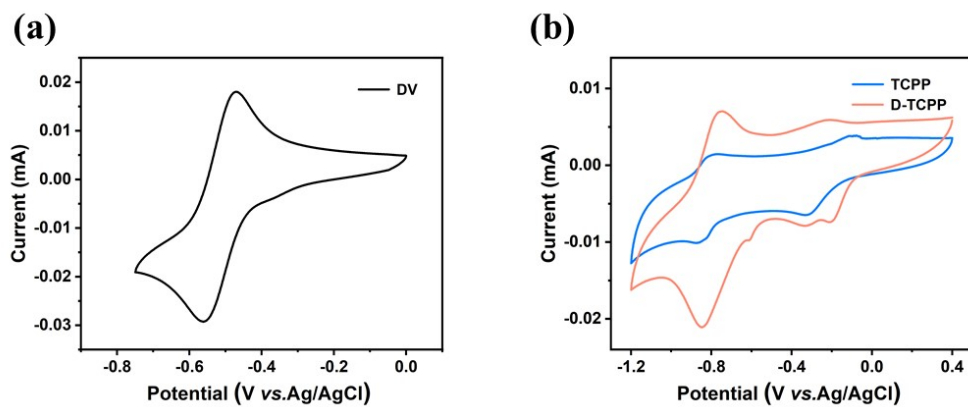 (a)
0.02
0.01
0.00
-0.01
-0.02
-0.03
Current (mA)
DV
-0.8
-0.6
-0.4
-0.2
0.0
Potential (V vs.Ag/AgCl)
(b)
0.01
0.00
-0.01
-0.02
Current (mA)
TCPP
D-TCPP
-1.2
-0.8
-0.4
0.0
0.4
Potential (V vs.Ag/AgCl)